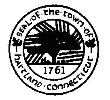 SEAL OF THE TOWN OF
1761
HARTLAND · CONNECTICUT